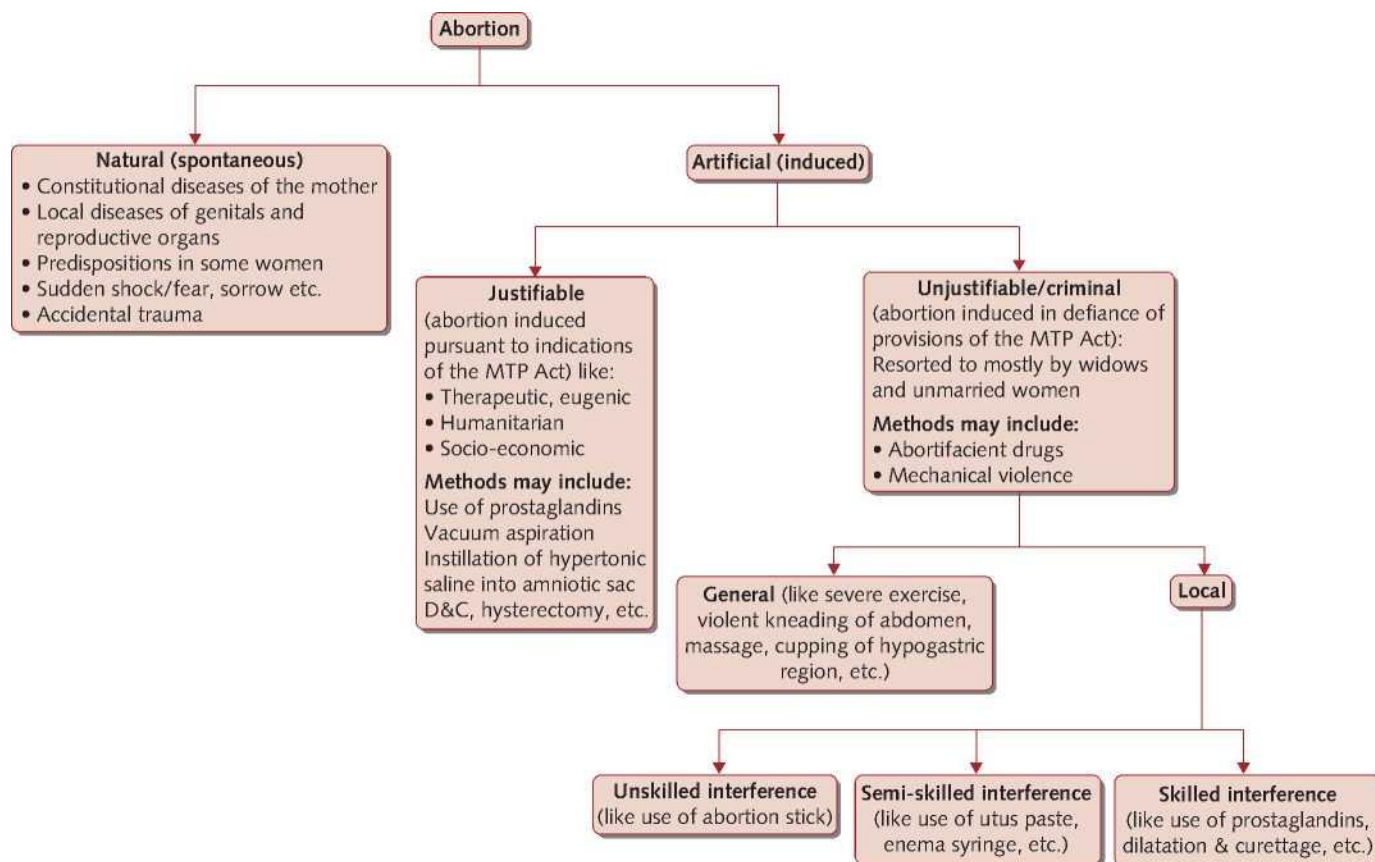 Abortion
Natural (spontaneous)
• Constitutional diseases of the mother
• Local diseases of genitals and
reproductive organs
• Predispositions in some women
• Sudden shock/fear, sorrow etc.
• Accidental trauma
Artificial (induced)
Justifiable
(abortion induced
pursuant to indications
of the MTP Act) like:
• Therapeutic, eugenic
• Humanitarian
• Socio-economic
Methods may include:
Use of prostaglandins
Vacuum aspiration
Instillation of hypertonic
saline into amniotic sac
D&C, hysterectomy, etc.
Unjustifiable/criminal
(abortion induced in defiance of
provisions of the MTP Act):
Resorted to mostly by widows
and unmarried women
Methods may include:
• Abortifacient drugs
• Mechanical violence
General (like severe exercise,
violent kneading of abdomen,
massage, cupping of hypogastric
region, etc.)
Local
Unskilled interference
(like use of abortion stick)
Semi-skilled interference
(like use of utus paste,
enema syringe, etc.)
Skilled interference
(like use of prostaglandins,
dilatation & curettage, etc.)